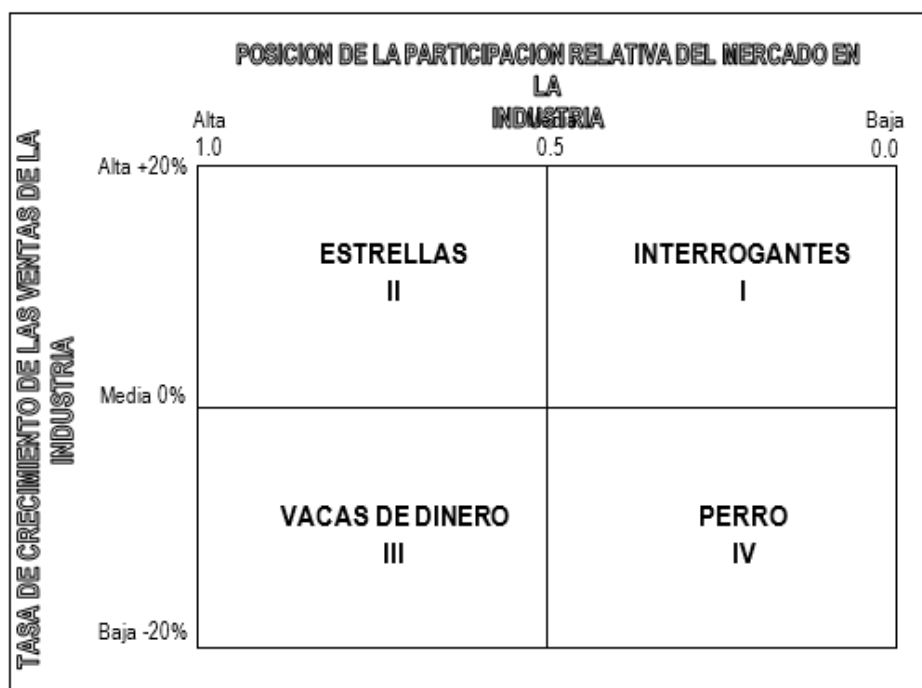 POSICION DE LA PARTICIPACION RELATIVA DEL MERCADO EN
LA
INDUSTRIA
Alta Media Baja
1.0 0.5 0.0
TASA DE CRECIMIENTO DE LAS VENTAS DE LA
INDUSTRIA
Alta +20%
ESTRELLAS INTERROGANTES
II I
Media 0%
VACAS DE DINERO PERRO
III IV
Baja -20%